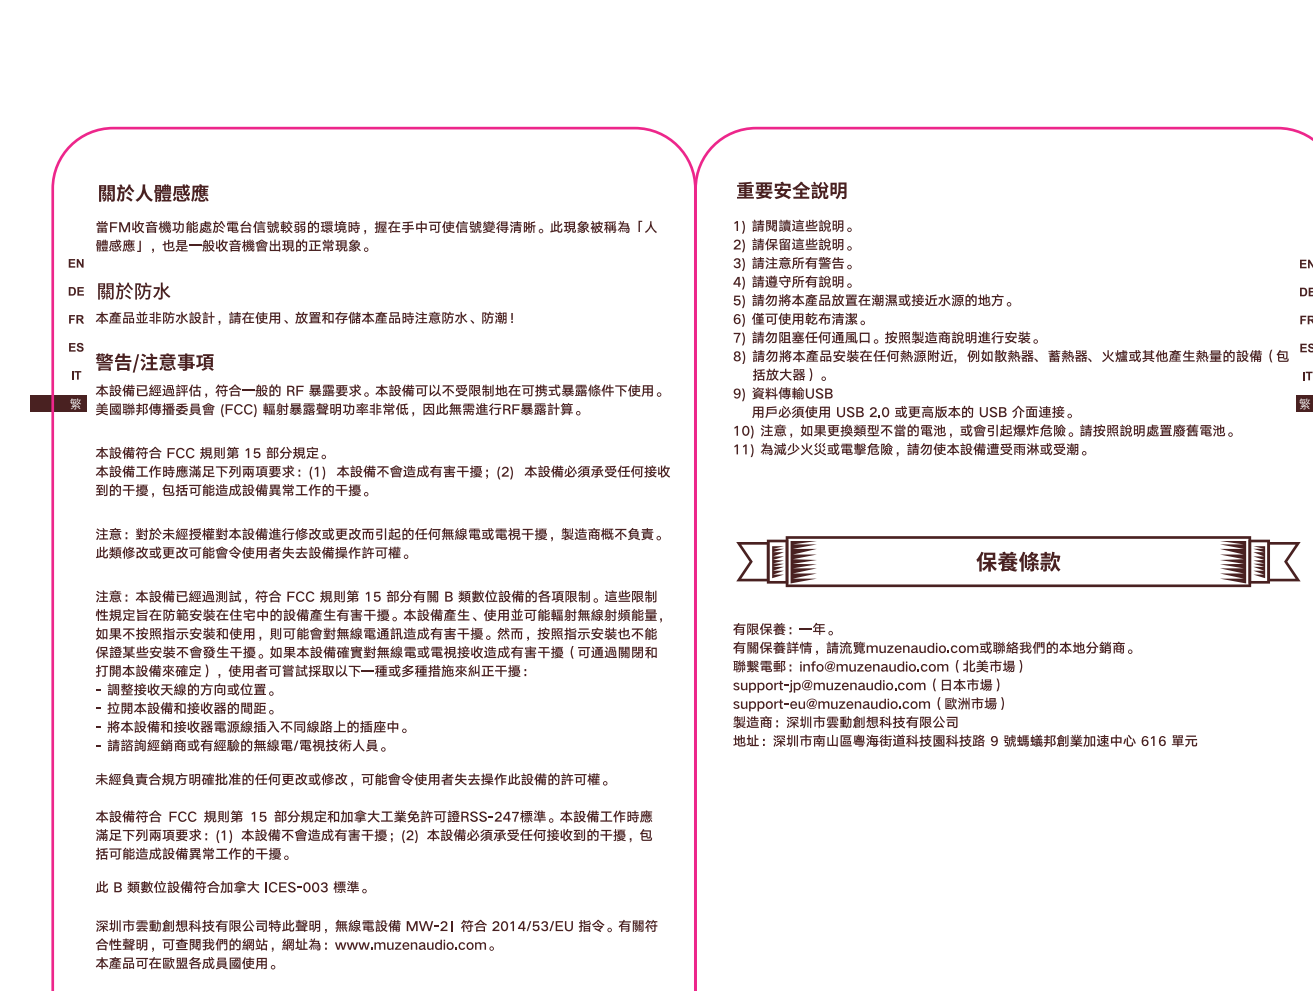 關於人體感應
當FM收音機功能處於電台信號較弱的環境時，握在手中可使信號變得清晰。此現象被稱為「人
體感應」，也是一般收音機會出現的正常現象。
EN
DE
FR
ES
IT
繁
關於防水
本產品並非防水設計，請在使用、放置和存儲本產品時注意防水、防潮！
警告/注意事項
本設備已經過評估，符合一般的 RF 暴露要求。本設備可以不受限制地在可攜式暴露條件下使用。
美國聯邦傳播委員會 (FCC) 輻射暴露聲明功率非常低，因此無需進行RF暴露計算。
本設備符合 FCC 規則第 15 部分規定。
本設備工作時應滿足下列兩項要求：(1) 本設備不會造成有害干擾；(2) 本設備必須承受任何接收
到的干擾，包括可能造成設備異常工作的干擾。
注意：對於未經授權對本設備進行修改或更改而引起的任何無線電或電視干擾，製造商概不負責。
此類修改或更改可能會令使用者失去設備操作許可權。
注意：本設備已經過測試，符合 FCC 規則第 15 部分有關 B 類數位設備的各項限制。這些限制
性規定旨在防範安裝在住宅中的設備產生有害干擾。本設備產生、使用並可能輻射無線射頻能量，
如果不按照指示安裝和使用，則可能會對無線電通訊造成有害干擾。然而，按照指示安裝也不能
保證某些安裝不會發生干擾。如果本設備確實對無線電或電視接收造成有害干擾（可通過關閉和
打開本設備來確定），使用者可嘗試採取以下一種或多種措施來糾正干擾：
- 調整接收天線的方向或位置。
- 拉開本設備和接收器的間距。
- 將本設備和接收器電源線插入不同線路上的插座中。
- 請諮詢經銷商或有經驗的無線電/電視技術人員。
未經負責合規方明確批准的任何更改或修改，可能會令使用者失去操作此設備的許可權。
本設備符合 FCC 規則第 15 部分規定和加拿大工業免許可證RSS-247標準。本設備工作時應
滿足下列兩項要求：(1) 本設備不會造成有害干擾；(2) 本設備必須承受任何接收到的干擾，包
括可能造成設備異常工作的干擾。
此 B 類數位設備符合加拿大 ICES-003 標準。
深圳市雲動創想科技有限公司特此聲明，無線電設備 MW-2I 符合 2014/53/EU 指令。有關符
合性聲明，可查閱我們的網站，網址為：www.muzenaudio.com。
本產品可在歐盟各成員國使用。
重要安全說明
1) 請閱讀這些說明。
2) 請保留這些說明。
3) 請注意所有警告。
4) 請遵守所有說明。
5) 請勿將本產品放置在潮濕或接近水源的地方。
6) 僅可使用乾布清潔。
7) 請勿阻塞任何通風口。按照製造商說明進行安裝。
8) 請勿將本產品安裝在任何熱源附近，例如散熱器、蓄熱器、火爐或其他產生熱量的設備（包
括放大器）。
9) 資料傳輸USB
用戶必須使用 USB 2.0 或更高版本的 USB 介面連接。
10) 注意，如果更換類型不當的電池，或會引起爆炸危險。請按照說明處置廢舊電池。
11) 為減少火災或電擊危險，請勿使本設備遭受雨淋或受潮。
EN
DE
FR
ES
IT
繁
保養條款
有限保養：一年。
有關保養詳情，請流覽muzenaudio.com或聯絡我們的本地分銷商。
聯繫電郵：info@muzenaudio.com（北美市場）
support-jp@muzenaudio.com（日本市場）
support-eu@muzenaudio.com（歐洲市場）
製造商：深圳市雲動創想科技有限公司
地址：深圳市南山區粵海街道科技園科技路 9 號螞蟻邦創業加速中心 616 單元